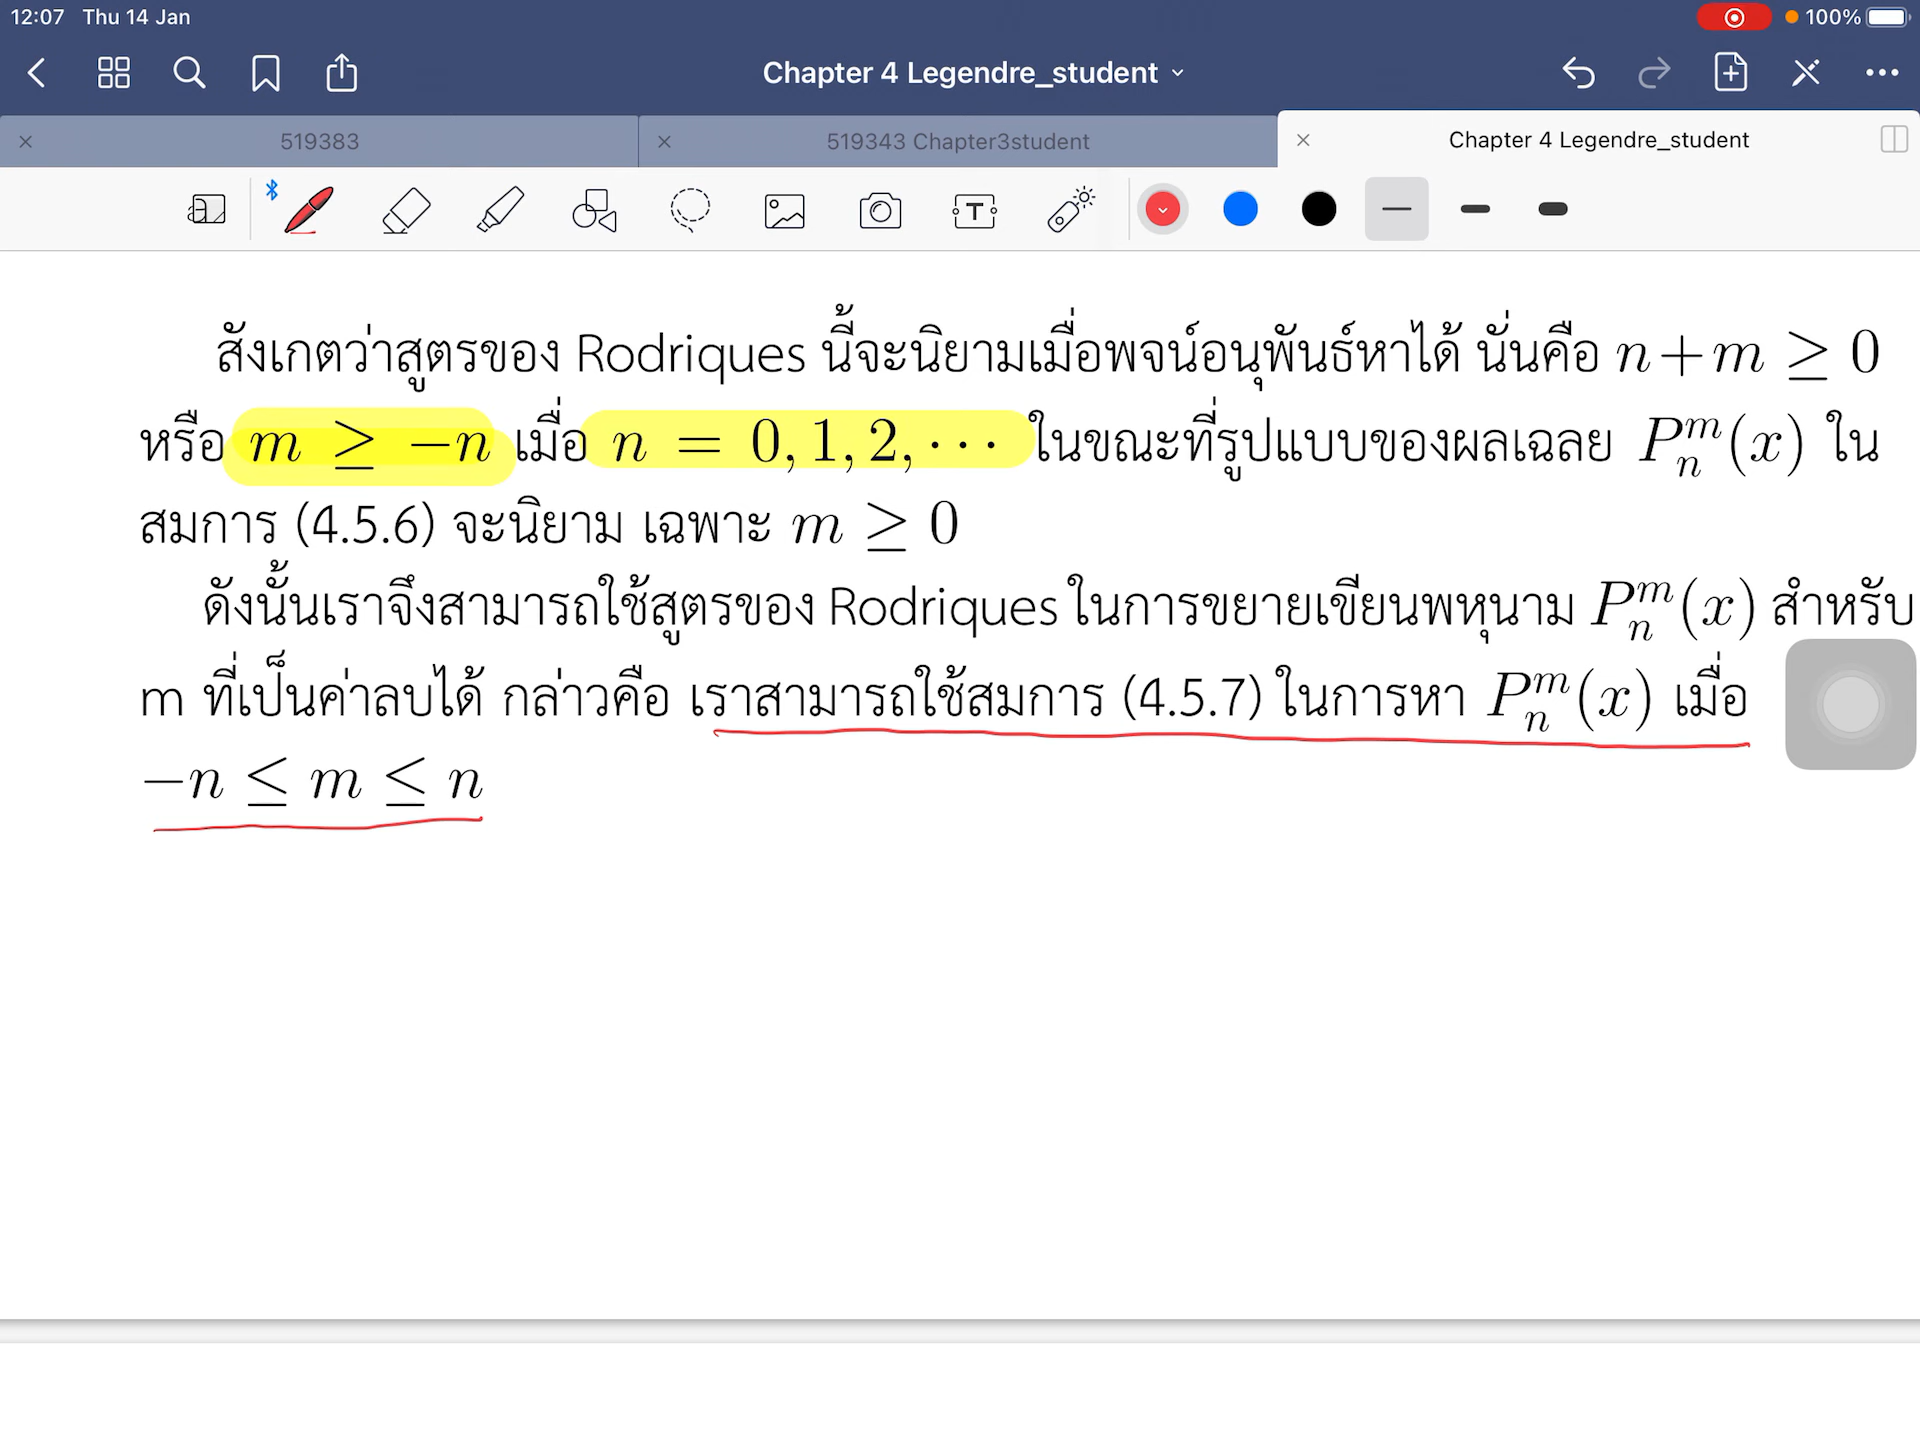 12:07 Thu 14 Jan 100%
Chapter 4 Legendre_student
519383 519343 Chapter3student Chapter 4 Legendre_student
สังเกตว่าสูตรของ Rodriques นี้จะนิยามเมื่อพจน์อนุพันธ์หาได้ นั่นคือ n+m ≥ 0
หรือ m ≥ −n เมื่อ n = 0, 1, 2, ··· ในขณะที่รูปแบบของผลเฉลย P_n^m(x) ใน
สมการ (4.5.6) จะนิยาม เฉพาะ m ≥ 0
ดังนั้นเราจึงสามารถใช้สูตรของ Rodriques ในการขยายเขียนพหุนาม P_n^m(x) สำหรับ
m ที่เป็นค่าลบได้ กล่าวคือ เราสามารถใช้สมการ (4.5.7) ในการหา P_n^m(x) เมื่อ
−n ≤ m ≤ n